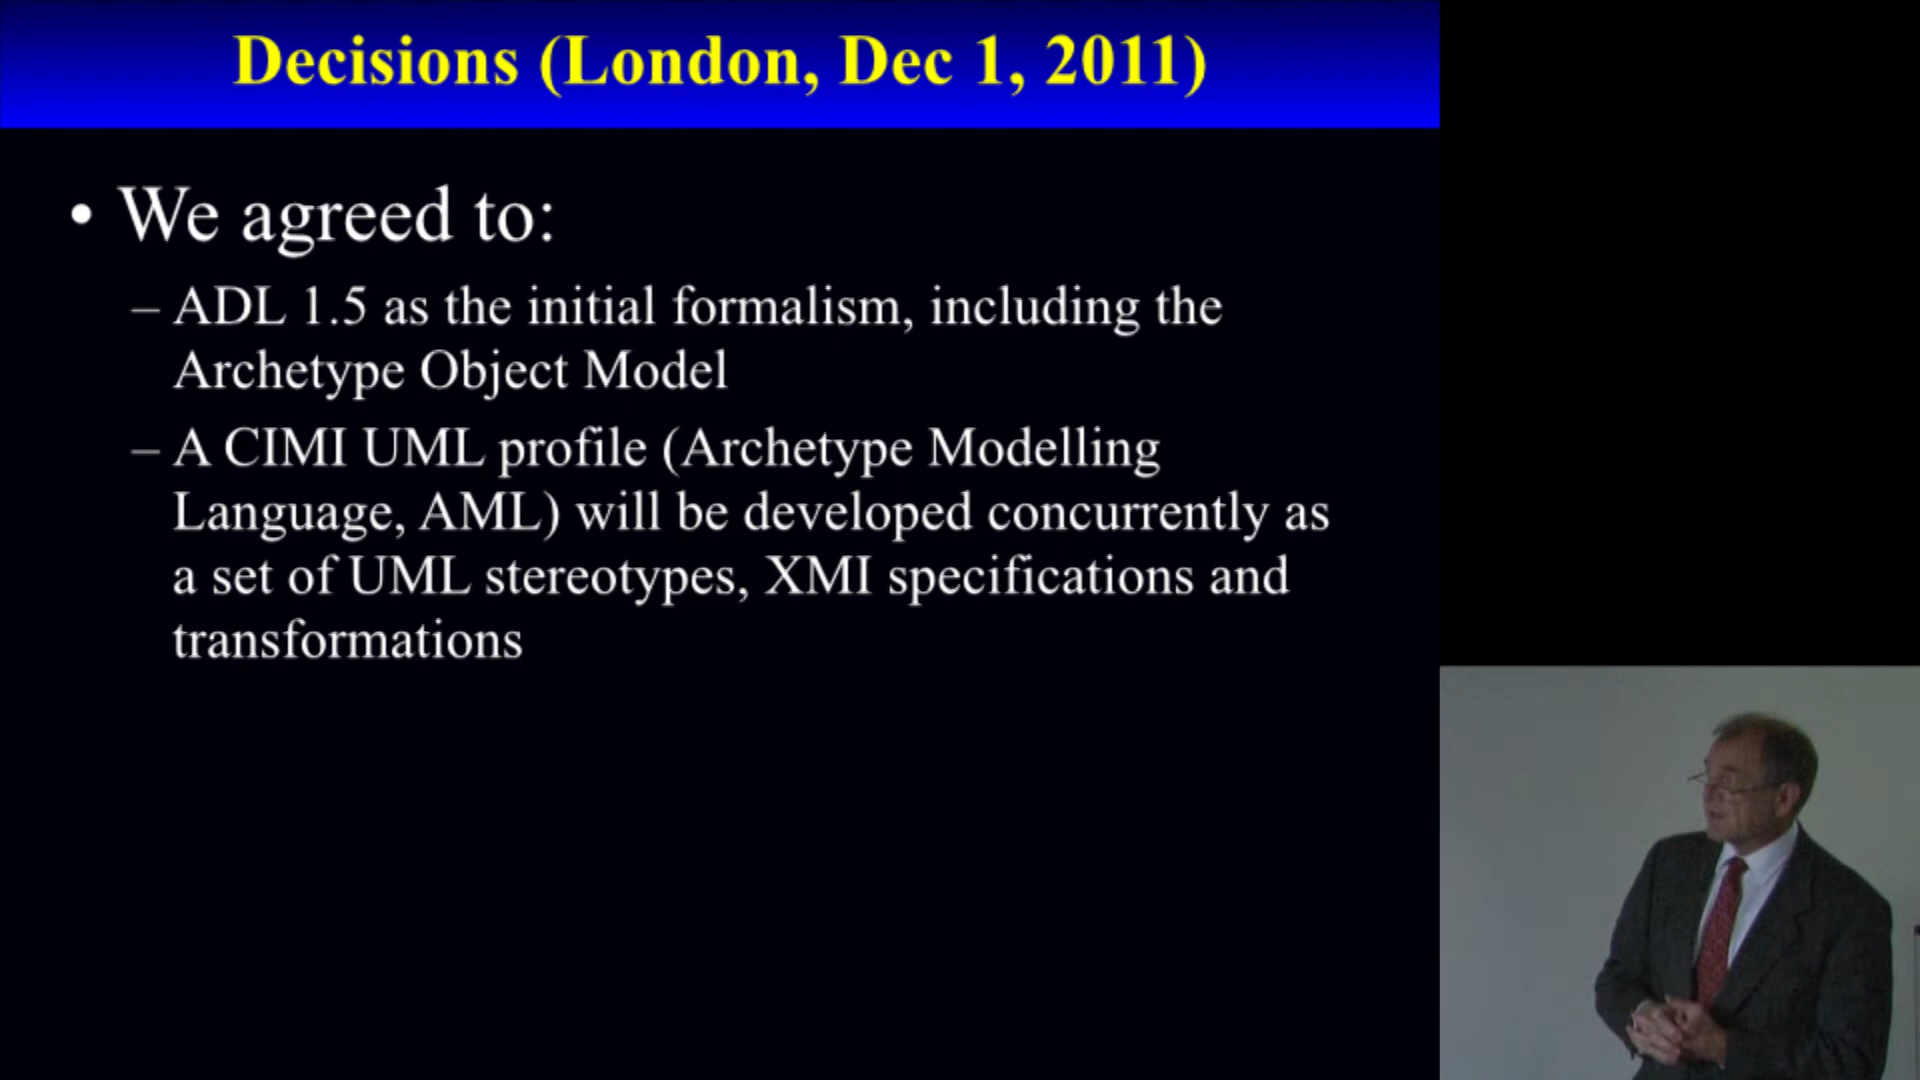 Decisions (London, Dec 1, 2011)
• We agreed to:
– ADL 1.5 as the initial formalism, including the
Archetype Object Model
– A CIMI UML profile (Archetype Modelling
Language, AML) will be developed concurrently as
a set of UML stereotypes, XMI specifications and
transformations